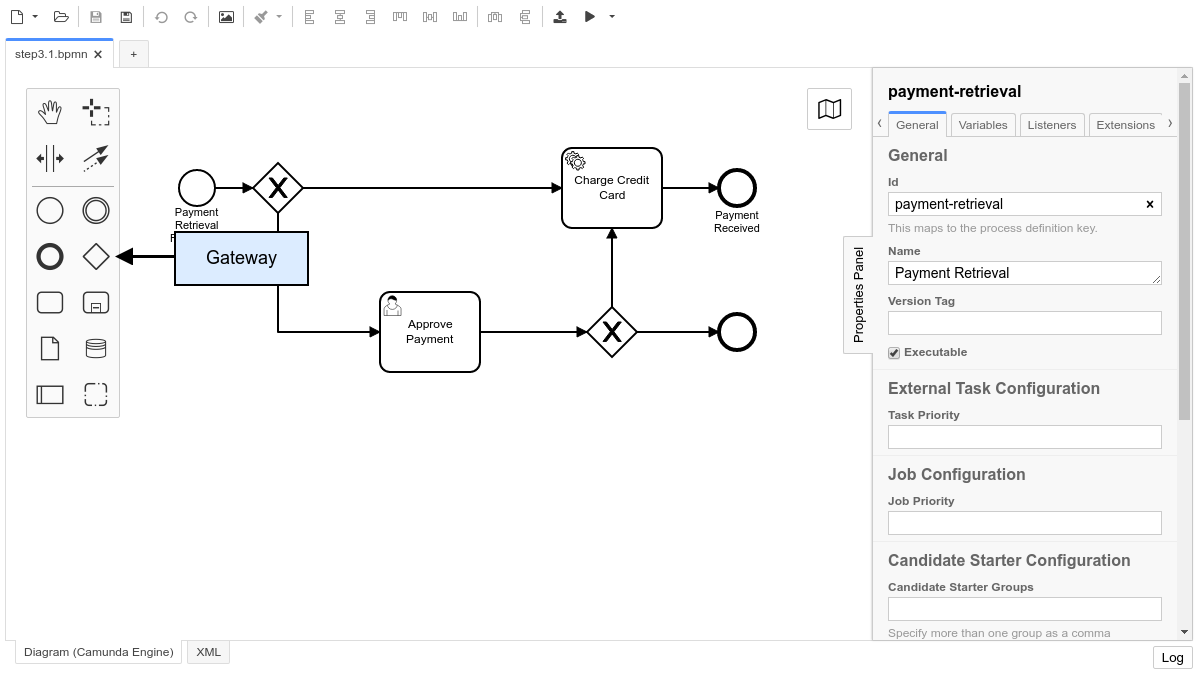 step3.1.bpmn ×
+
payment-retrieval
General
Variables
Listeners
Extensions
General
Id
payment-retrieval
This maps to the process definition key.
Name
Payment Retrieval
Version Tag
Executable
External Task Configuration
Task Priority
Job Configuration
Job Priority
Candidate Starter Configuration
Candidate Starter Groups
Specify more than one group as a comma
Properties Panel
Payment
Retrieval
Gateway
Charge Credit
Card
Payment
Received
Approve
Payment
Diagram (Camunda Engine)
XML
Log